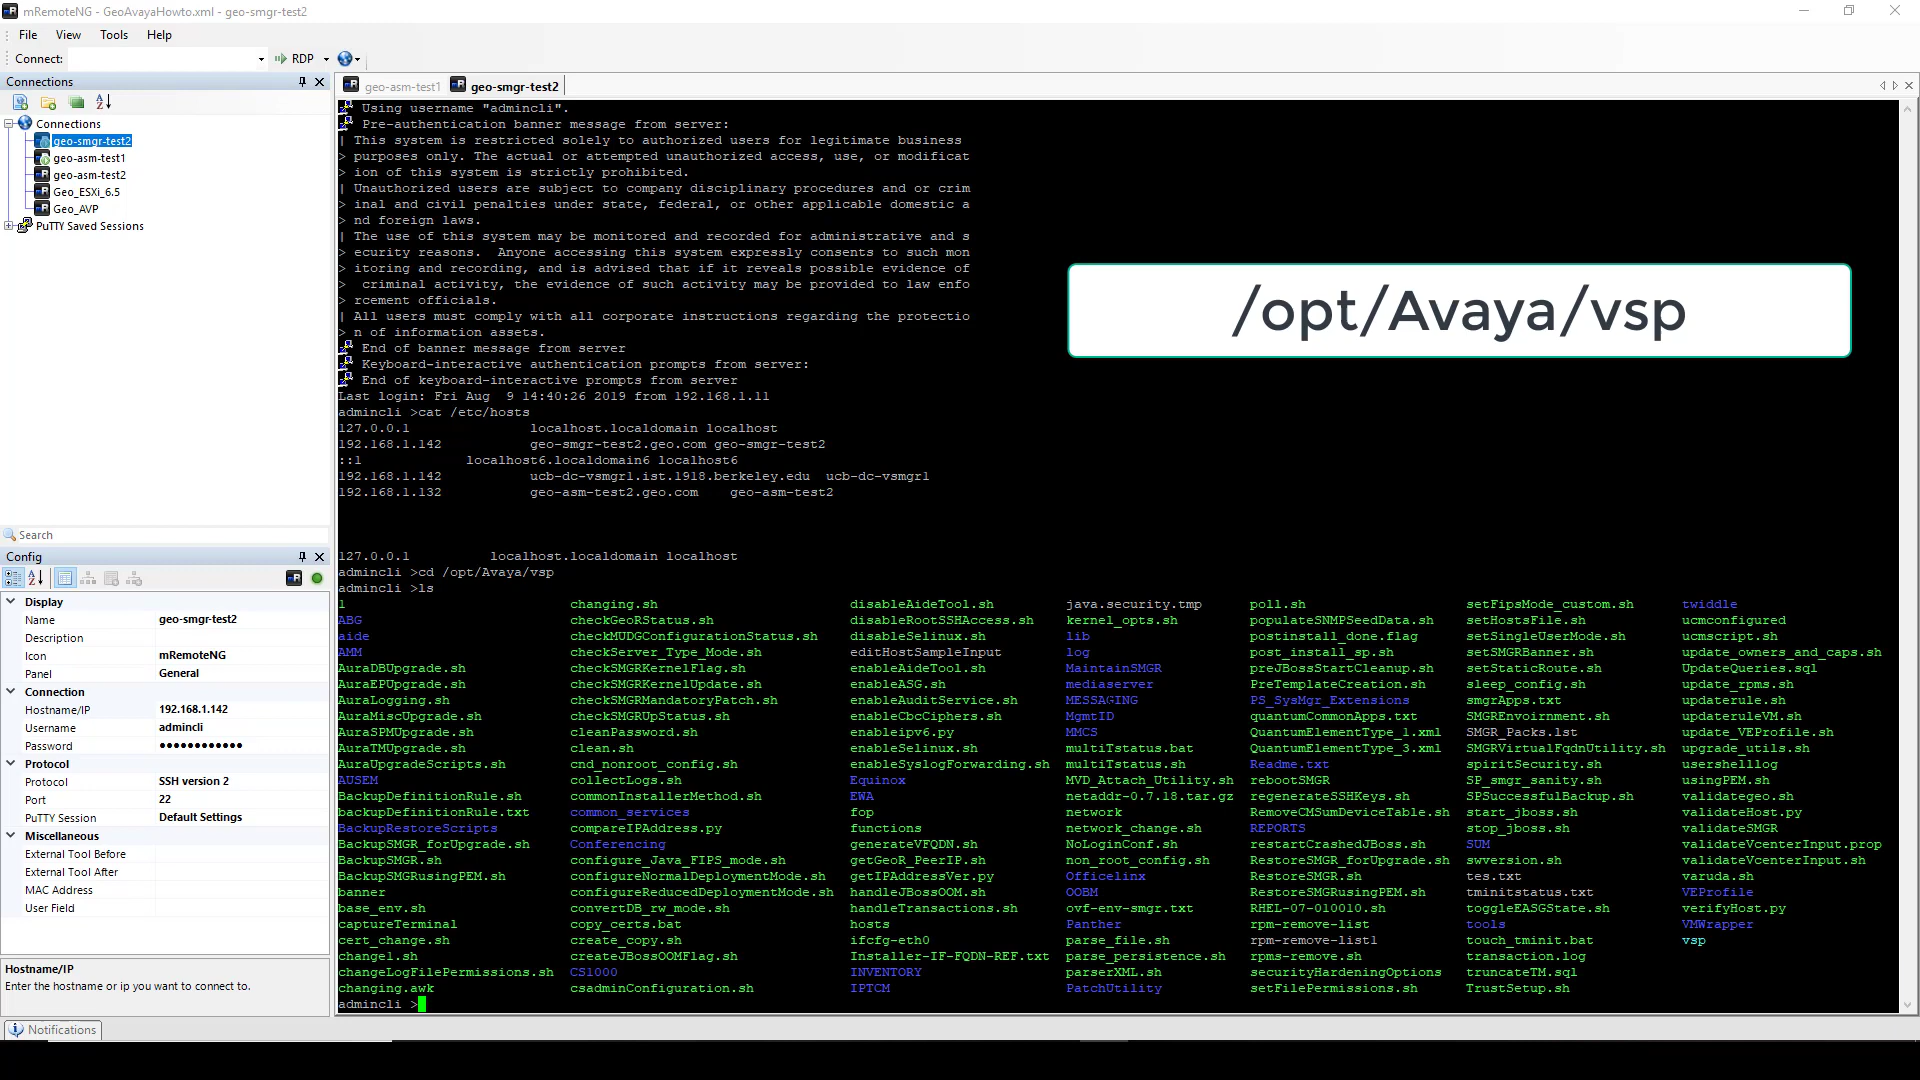 mRemoteNG - GeoAvayaHowto.xml - geo-smgr-test2
File View Tools Help
Connect: RDP
Connections
Connections
geo-smgr-test2
geo-asm-test1
geo-asm-test2
Geo_ESXi_6.5
Geo_AVP
PuTTY Saved Sessions
Search
Config
Display
Name geo-smgr-test2
Description
Icon mRemoteNG
Panel General
Connection
Hostname/IP 192.168.1.142
Username admincli
Password ●●●●●●●●●●●●
Protocol
Protocol SSH version 2
Port 22
PuTTY Session Default Settings
Miscellaneous
External Tool Before
External Tool After
MAC Address
User Field
Hostname/IP
Enter the hostname or ip you want to connect to.
Notifications
geo-asm-test1 geo-smgr-test2
Using username "admincli".
Pre-authentication banner message from server:
| This system is restricted solely to authorized users for legitimate business
> purposes only. The actual or attempted unauthorized access, use, or modificat
> ion of this system is strictly prohibited.
| Unauthorized users are subject to company disciplinary procedures and or crim
> inal and civil penalties under state, federal, or other applicable domestic a
> nd foreign laws.
| The use of this system may be monitored and recorded for administrative and s
> ecurity reasons.  Anyone accessing this system expressly consents to such mon
> itoring and recording, and is advised that if it reveals possible evidence of
>  criminal activity, the evidence of such activity may be provided to law enfo
> rcement officials.
| All users must comply with all corporate instructions regarding the protectio
> n of information assets.
End of banner message from server
Keyboard-interactive authentication prompts from server:
End of keyboard-interactive prompts from server
Last login: Fri Aug  9 14:40:26 2019 from 192.168.1.11
admincli >cat /etc/hosts
127.0.0.1 localhost.localdomain localhost
192.168.1.142 geo-smgr-test2.geo.com geo-smgr-test2
::1 localhost6.localdomain6 localhost6
192.168.1.142 ucb-dc-vsmgr1.ist.1918.berkeley.edu ucb-dc-vsmgr1
192.168.1.132 geo-asm-test2.geo.com geo-asm-test2
127.0.0.1 localhost.localdomain localhost
admincli >cd /opt/Avaya/vsp
admincli >ls
1 changing.sh disableAideTool.sh java.security.tmp poll.sh setFipsMode_custom.sh twiddle
ABG checkGeoRStatus.sh disableRootSSHAccess.sh kernel_opts.sh populateSNMPSeedData.sh setHostsFile.sh ucmconfigured
aide checkMUDGConfigurationStatus.sh disableSelinux.sh lib postinstall_done.flag setSingleUserMode.sh ucmscript.sh
AMM checkServer_Type_Mode.sh editHostSampleInput log post_install_sp.sh setSMGRBanner.sh update_owners_and_caps.sh
AuraDBUpgrade.sh checkSMGRKernelFlag.sh enableAideTool.sh MaintainSMGR preJBossStartCleanup.sh setStaticRoute.sh UpdateQueries.sql
AuraEPUpgrade.sh checkSMGRKernelUpdate.sh enableASG.sh mediaserver PreTemplateCreation.sh sleep_config.sh update_rpms.sh
AuraLogging.sh checkSMGRMandatoryPatch.sh enableAuditService.sh MESSAGING PS_SysMgr_Extensions smgrApps.txt updaterule.sh
AuraMiscUpgrade.sh checkSMGRUpStatus.sh enableCbcCiphers.sh MgmtID quantumCommonApps.txt SMGREnvoirnment.sh updateruleVM.sh
AuraSPMUpgrade.sh cleanPassword.sh enableipv6.py MMCS QuantumElementType_1.xml SMGR_Packs.lst update_VEProfile.sh
AuraTMUpgrade.sh clean.sh enableSelinux.sh multiTstatus.bat QuantumElementType_3.xml SMGRVirtualFqdnUtility.sh upgrade_utils.sh
AuraUpgradeScripts.sh cnd_nonroot_config.sh enableSyslogForwarding.sh multiTstatus.sh Readme.txt spiritSecurity.sh usershelllog
AUSEM collectLogs.sh Equinox MVD_Attach_Utility.sh rebootSMGR SP_smgr_sanity.sh usingPEM.sh
BackupDefinitionRule.sh commonInstallerMethod.sh EWA netaddr-0.7.18.tar.gz regenerateSSHKeys.sh SPSuccessfulBackup.sh validategeo.sh
backupDefinitionRule.txt common_services fop network RemoveCMSumDeviceTable.sh start_jboss.sh validateHost.py
BackupRestoreScripts compareIPAddress.py functions network_change.sh REPORTS stop_jboss.sh validateSMGR
BackupSMGR_forUpgrade.sh Conferencing generateVFQDN.sh NoLoginConf.sh restartCrashedJBoss.sh SUM validateVcenterInput.prop
BackupSMGR.sh configure_Java_FIPS_mode.sh getGeoR_PeerIP.sh non_root_config.sh RestoreSMGR_forUpgrade.sh swversion.sh validateVcenterInput.sh
BackupSMGRusingPEM.sh configureNormalDeploymentMode.sh getIPAddressVer.py Officelinx RestoreSMGR.sh tes.txt varuda.sh
banner configureReducedDeploymentMode.sh handleJBossOOM.sh OOBM RestoreSMGRusingPEM.sh tminitstatus.txt VEProfile
base_env.sh convertDB_rw_mode.sh handleTransactions.sh ovf-env-smgr.txt RHEL-07-010010.sh toggleEASGState.sh verifyHost.py
captureTerminal copy_certs.bat hosts Panther rpm-remove-list tools VMWrapper
cert_change.sh create_copy.sh ifcfg-eth0 parse_file.sh rpm-remove-list1 touch_tminit.bat vsp
change1.sh createJBossOOMFlag.sh Installer-IF-FQDN-REF.txt parse_persistence.sh rpms-remove.sh transaction.log
changeLogFilePermissions.sh CS1000 INVENTORY parserXML.sh securityHardeningOptions truncateTM.sql
changing.awk csadminConfiguration.sh IPTCM PatchUtility setFilePermissions.sh TrustSetup.sh
admincli >
/opt/Avaya/vsp